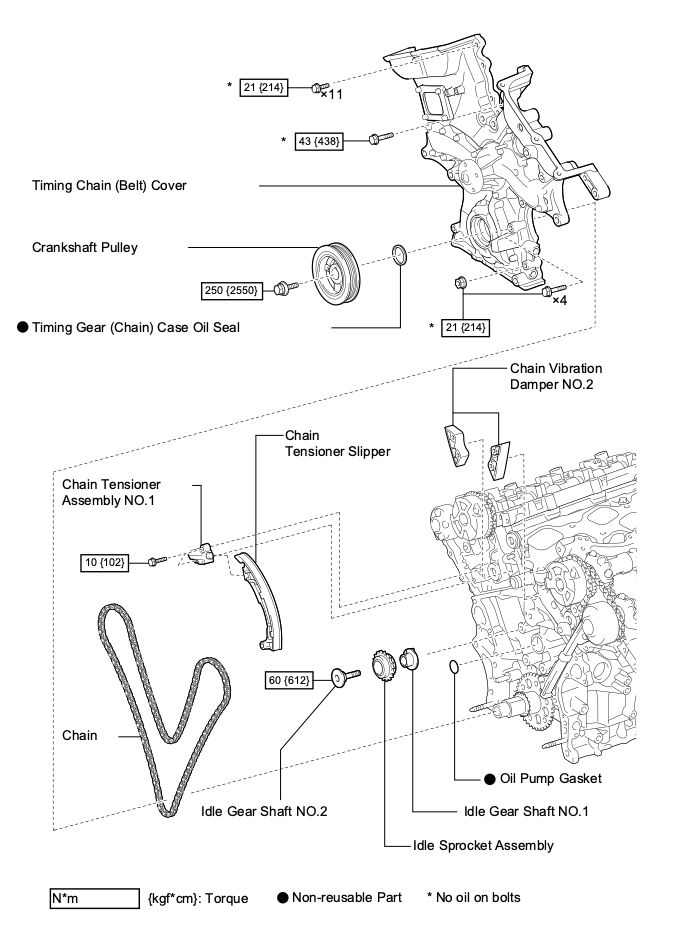 * 21 {214}
×11
* 43 {438}
Timing Chain (Belt) Cover
Crankshaft Pulley
250 {2550}
×4
● Timing Gear (Chain) Case Oil Seal
* 21 {214}
Chain Vibration
Damper NO.2
Chain
Tensioner Slipper
Chain Tensioner
Assembly NO.1
10 {102}
60 {612}
Chain
● Oil Pump Gasket
Idle Gear Shaft NO.2
Idle Gear Shaft NO.1
Idle Sprocket Assembly
N*m {kgf*cm}: Torque ● Non-reusable Part * No oil on bolts